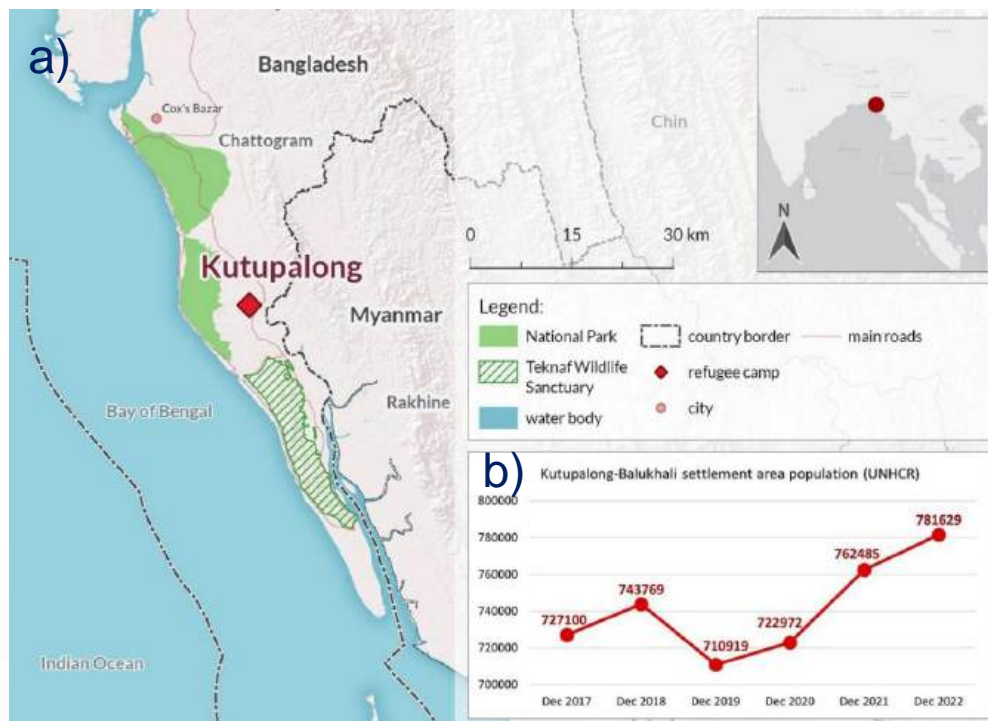 a)
Bangladesh
Cox's Bazar
Chattogram
Chin
N
0 15 30 km
Kutupalong
Myanmar
Rakhine
Bay of Bengal
Indian Ocean
Legend:
National Park
country border
main roads
Teknaf Wildlife
Sanctuary
refugee camp
water body
city
b)
Kutupalong-Balukhali settlement area population (UNHCR)
800000
780000
760000
740000
720000
700000
727100
743769
710919
722972
762485
781629
Dec 2017 Dec 2018 Dec 2019 Dec 2020 Dec 2021 Dec 2022